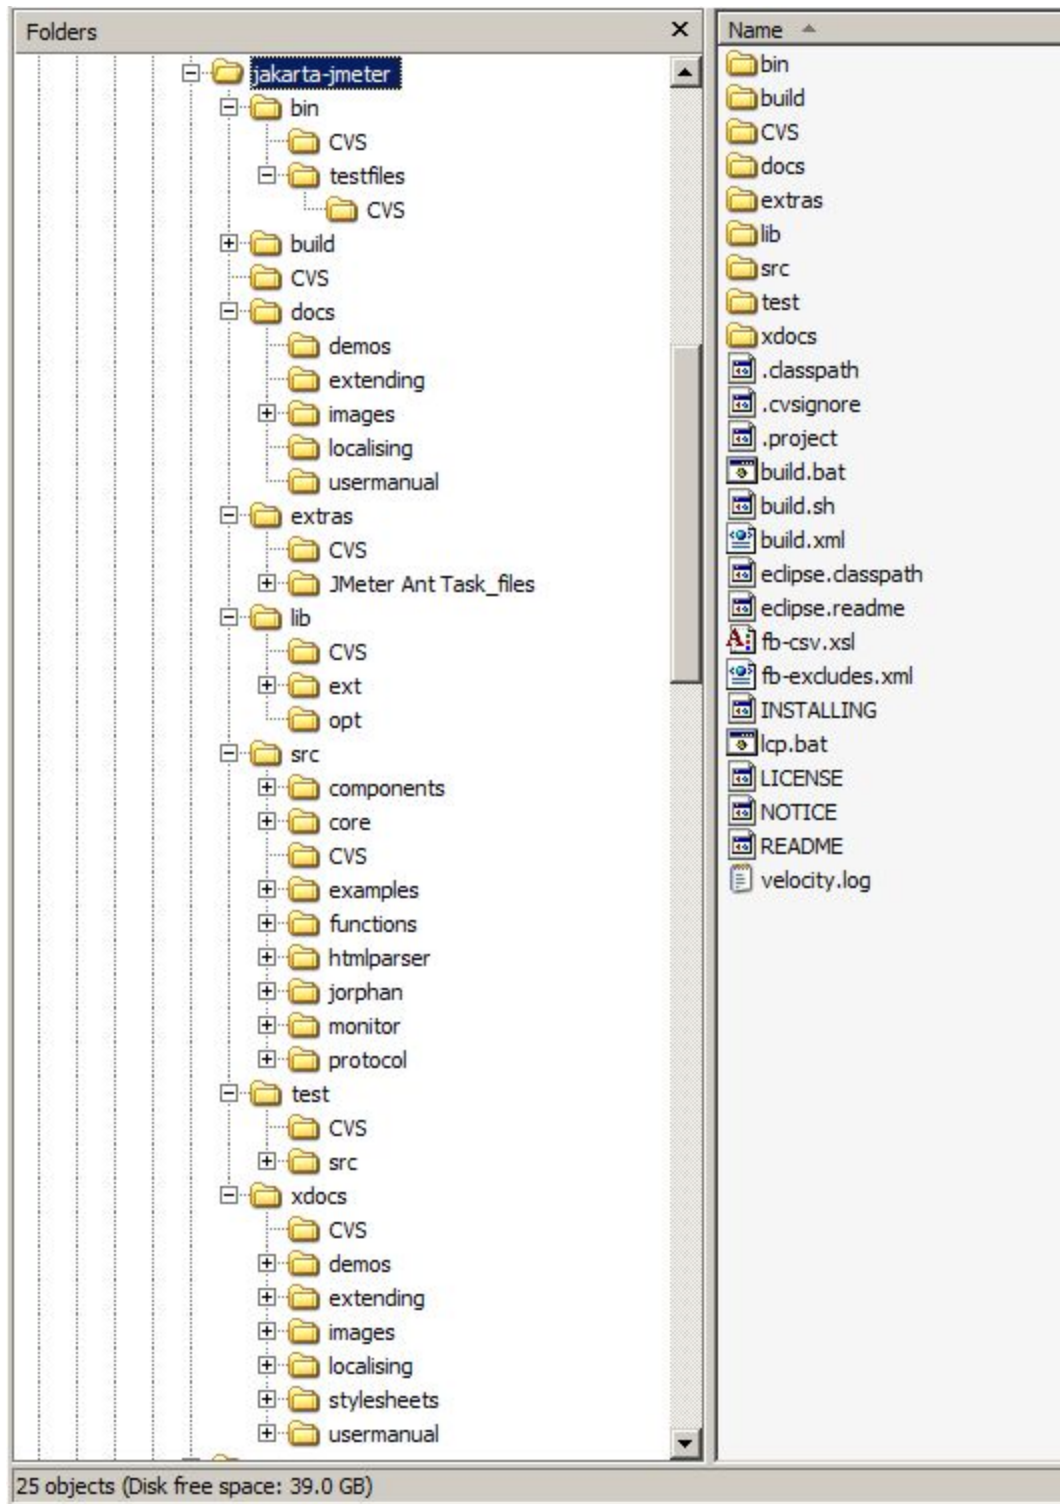 Folders
jakarta-jmeter
bin
CVS
testfiles
CVS
build
CVS
docs
demos
extending
images
localising
usermanual
extras
CVS
JMeter Ant Task_files
lib
CVS
ext
opt
src
components
core
CVS
examples
functions
htmlparser
jorphan
monitor
protocol
test
CVS
src
xdocs
CVS
demos
extending
images
localising
stylesheets
usermanual
Name
bin
build
CVS
docs
extras
lib
src
test
xdocs
.classpath
.cvsignore
.project
build.bat
build.sh
build.xml
eclipse.classpath
eclipse.readme
fb-csv.xsl
fb-excludes.xml
INSTALLING
lcp.bat
LICENSE
NOTICE
README
velocity.log
25 objects (Disk free space: 39.0 GB)